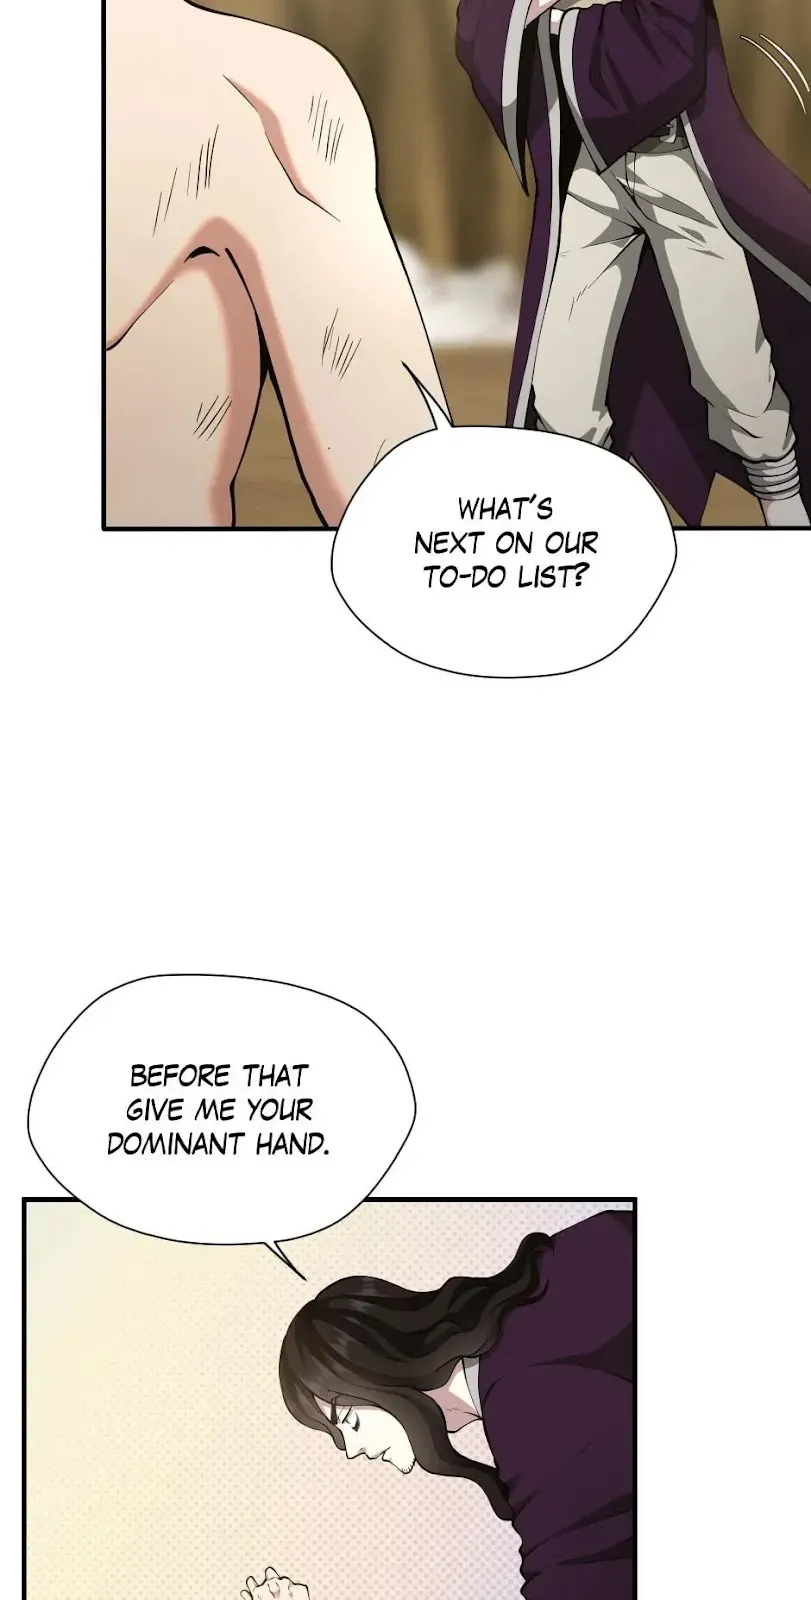 WHAT'S
NEXT ON OUR
TO-DO LIST?
BEFORE THAT
GIVE ME YOUR
DOMINANT HAND.